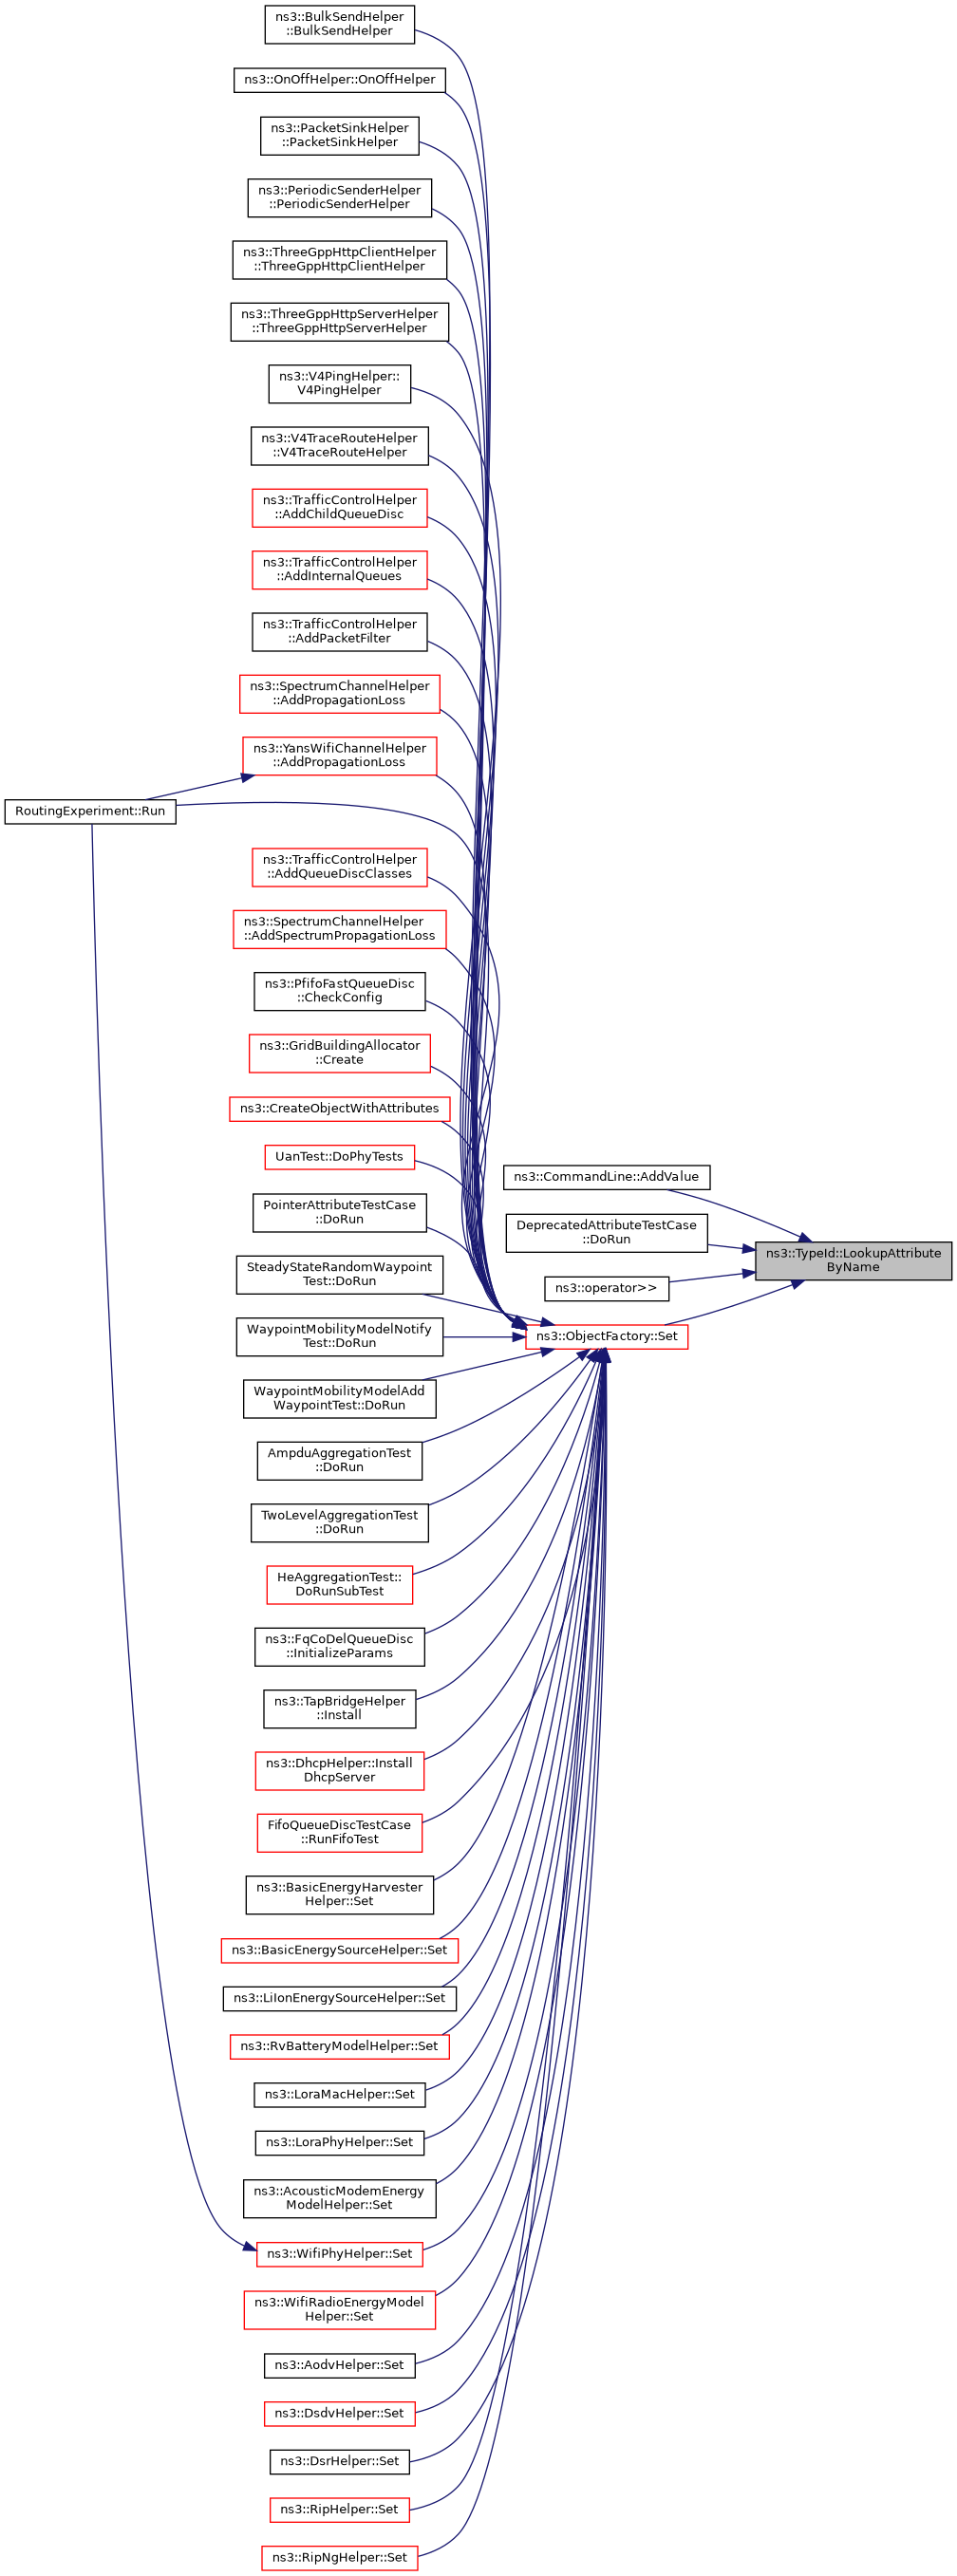 ns3::BulkSendHelper
::BulkSendHelper
ns3::OnOffHelper::OnOffHelper
ns3::PacketSinkHelper
::PacketSinkHelper
ns3::PeriodicSenderHelper
::PeriodicSenderHelper
ns3::ThreeGppHttpClientHelper
::ThreeGppHttpClientHelper
ns3::ThreeGppHttpServerHelper
::ThreeGppHttpServerHelper
ns3::V4PingHelper::
V4PingHelper
ns3::V4TraceRouteHelper
::V4TraceRouteHelper
ns3::TrafficControlHelper
::AddChildQueueDisc
ns3::TrafficControlHelper
::AddInternalQueues
ns3::TrafficControlHelper
::AddPacketFilter
ns3::SpectrumChannelHelper
::AddPropagationLoss
ns3::YansWifiChannelHelper
::AddPropagationLoss
RoutingExperiment::Run
ns3::TrafficControlHelper
::AddQueueDiscClasses
ns3::SpectrumChannelHelper
::AddSpectrumPropagationLoss
ns3::PfifoFastQueueDisc
::CheckConfig
ns3::GridBuildingAllocator
::Create
ns3::CreateObjectWithAttributes
UanTest::DoPhyTests
PointerAttributeTestCase
::DoRun
SteadyStateRandomWaypoint
Test::DoRun
WaypointMobilityModelNotify
Test::DoRun
WaypointMobilityModelAdd
WaypointTest::DoRun
AmpduAggregationTest
::DoRun
TwoLevelAggregationTest
::DoRun
HeAggregationTest::
DoRunSubTest
ns3::FqCoDelQueueDisc
::InitializeParams
ns3::TapBridgeHelper
::Install
ns3::DhcpHelper::Install
DhcpServer
FifoQueueDiscTestCase
::RunFifoTest
ns3::BasicEnergyHarvester
Helper::Set
ns3::BasicEnergySourceHelper::Set
ns3::LiIonEnergySourceHelper::Set
ns3::RvBatteryModelHelper::Set
ns3::LoraMacHelper::Set
ns3::LoraPhyHelper::Set
ns3::AcousticModemEnergy
ModelHelper::Set
ns3::WifiPhyHelper::Set
ns3::WifiRadioEnergyModel
Helper::Set
ns3::AodvHelper::Set
ns3::DsdvHelper::Set
ns3::DsrHelper::Set
ns3::RipHelper::Set
ns3::RipNgHelper::Set
ns3::CommandLine::AddValue
DeprecatedAttributeTestCase
::DoRun
ns3::operator>>
ns3::ObjectFactory::Set
ns3::TypeId::LookupAttribute
ByName